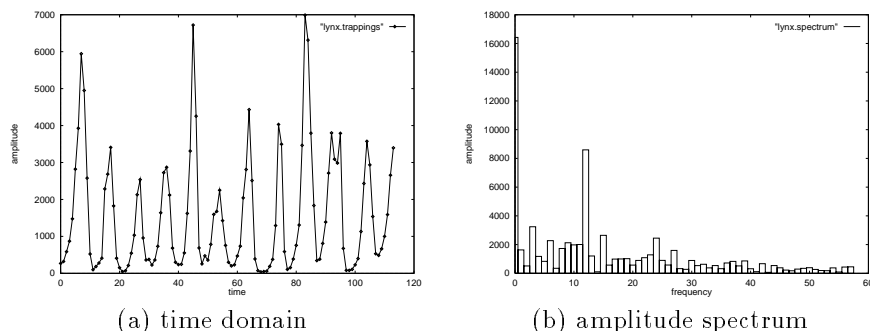 7000
6000
5000
4000
3000
2000
1000
0
amplitude
"lynx.trappings"
0 20 40 60 80 100 120
time
(a) time domain
18000
16000
14000
12000
10000
8000
6000
4000
2000
0
amplitude
"lynx.spectrum"
0 10 20 30 40 50 60
frequency
(b) amplitude spectrum